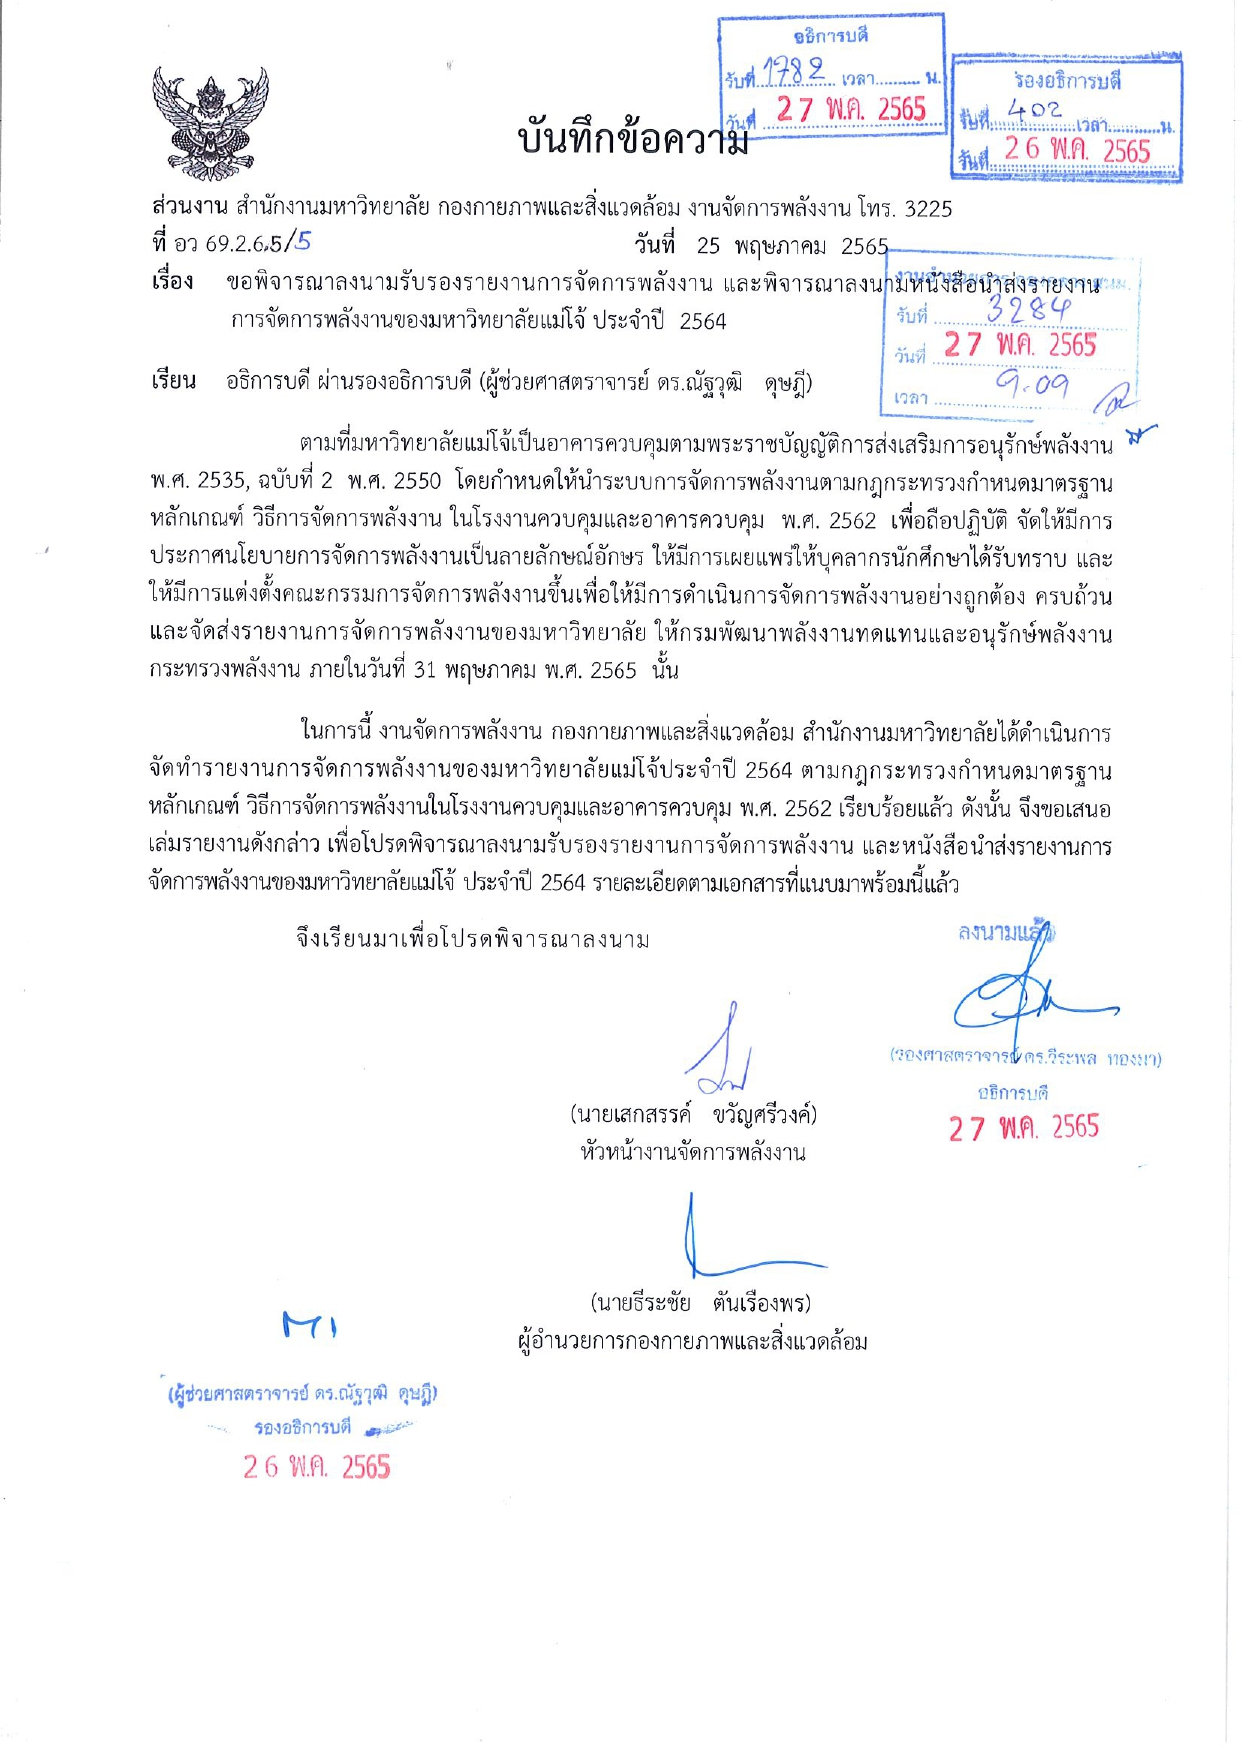 อธิการบดี
รับที่ 1782 เวลา.......... น.
วันที่ 27 พ.ค. 2565
รองอธิการบดี
รับที่ 402 เวลา............น.
วันที่ 26 พ.ค. 2565
บันทึกข้อความ
ส่วนงาน สำนักงานมหาวิทยาลัย กองกายภาพและสิ่งแวดล้อม งานจัดการพลังงาน โทร. 3225
ที่ อว 69.2.6.5/5 วันที่ 25 พฤษภาคม 2565
เรื่อง ขอพิจารณาลงนามรับรองรายงานการจัดการพลังงาน และพิจารณาลงนามหนังสือนำส่งรายงาน
การจัดการพลังงานของมหาวิทยาลัยแม่โจ้ ประจำปี 2564
รับที่ 3284
วันที่ 27 พ.ค. 2565
เวลา 9.09
เรียน อธิการบดี ผ่านรองอธิการบดี (ผู้ช่วยศาสตราจารย์ ดร.ณัฐวุฒิ ดุษฎี)
ตามที่มหาวิทยาลัยแม่โจ้เป็นอาคารควบคุมตามพระราชบัญญัติการส่งเสริมการอนุรักษ์พลังงาน
พ.ศ. 2535, ฉบับที่ 2 พ.ศ. 2550 โดยกำหนดให้นำระบบการจัดการพลังงานตามกฎกระทรวงกำหนดมาตรฐาน
หลักเกณฑ์ วิธีการจัดการพลังงาน ในโรงงานควบคุมและอาคารควบคุม พ.ศ. 2562 เพื่อถือปฏิบัติ จัดให้มีการ
ประกาศนโยบายการจัดการพลังงานเป็นลายลักษณ์อักษร ให้มีการเผยแพร่ให้บุคลากรนักศึกษาได้รับทราบ และ
ให้มีการแต่งตั้งคณะกรรมการจัดการพลังงานขึ้นเพื่อให้มีการดำเนินการจัดการพลังงานอย่างถูกต้อง ครบถ้วน
และจัดส่งรายงานการจัดการพลังงานของมหาวิทยาลัย ให้กรมพัฒนาพลังงานทดแทนและอนุรักษ์พลังงาน
กระทรวงพลังงาน ภายในวันที่ 31 พฤษภาคม พ.ศ. 2565 นั้น
ในการนี้ งานจัดการพลังงาน กองกายภาพและสิ่งแวดล้อม สำนักงานมหาวิทยาลัยได้ดำเนินการ
จัดทำรายงานการจัดการพลังงานของมหาวิทยาลัยแม่โจ้ประจำปี 2564 ตามกฎกระทรวงกำหนดมาตรฐาน
หลักเกณฑ์ วิธีการจัดการพลังงานในโรงงานควบคุมและอาคารควบคุม พ.ศ. 2562 เรียบร้อยแล้ว ดังนั้น จึงขอเสนอ
เล่มรายงานดังกล่าว เพื่อโปรดพิจารณาลงนามรับรองรายงานการจัดการพลังงาน และหนังสือนำส่งรายงานการ
จัดการพลังงานของมหาวิทยาลัยแม่โจ้ ประจำปี 2564 รายละเอียดตามเอกสารที่แนบมาพร้อมนี้แล้ว
จึงเรียนมาเพื่อโปรดพิจารณาลงนาม
ลงนามแล้ว
(รองศาสตราจารย์ ดร.วีระพล ทองมา)
อธิการบดี
27 พ.ค. 2565
(นายเสกสรรค์ ขวัญศรีวงค์)
หัวหน้างานจัดการพลังงาน
(นายธีระชัย ตันเรืองพร)
ผู้อำนวยการกองกายภาพและสิ่งแวดล้อม
(ผู้ช่วยศาสตราจารย์ ดร.ณัฐวุฒิ ดุษฎี)
รองอธิการบดี
26 พ.ค. 2565